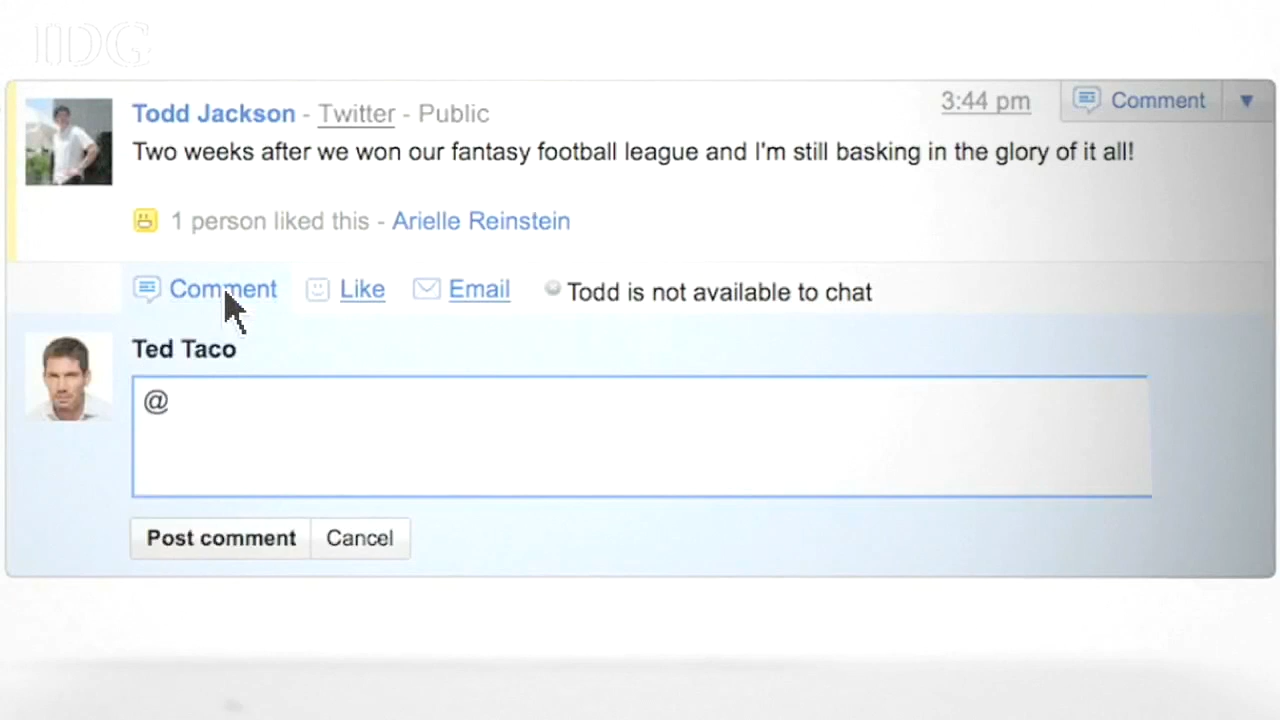 IDG
Todd Jackson - Twitter - Public
3:44 pm
Comment
Two weeks after we won our fantasy football league and I'm still basking in the glory of it all!
1 person liked this - Arielle Reinstein
Comment Like Email Todd is not available to chat
Ted Taco
@
Post comment Cancel